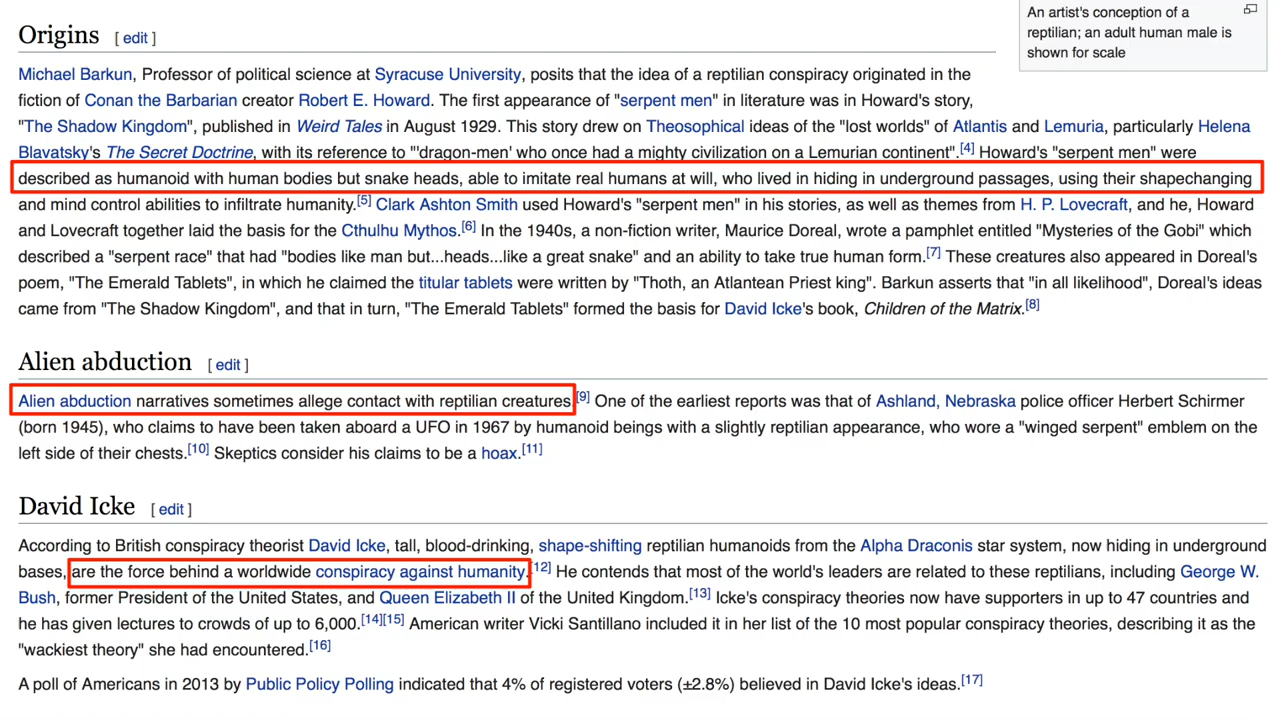 An artist's conception of a
reptilian; an adult human male is
shown for scale
Origins [ edit ]
Michael Barkun, Professor of political science at Syracuse University, posits that the idea of a reptilian conspiracy originated in the
fiction of Conan the Barbarian creator Robert E. Howard. The first appearance of "serpent men" in literature was in Howard's story,
"The Shadow Kingdom", published in Weird Tales in August 1929. This story drew on Theosophical ideas of the "lost worlds" of Atlantis and Lemuria, particularly Helena
Blavatsky's The Secret Doctrine, with its reference to "'dragon-men' who once had a mighty civilization on a Lemurian continent".[4] Howard's "serpent men" were
described as humanoid with human bodies but snake heads, able to imitate real humans at will, who lived in hiding in underground passages, using their shapechanging
and mind control abilities to infiltrate humanity.[5] Clark Ashton Smith used Howard's "serpent men" in his stories, as well as themes from H. P. Lovecraft, and he, Howard
and Lovecraft together laid the basis for the Cthulhu Mythos.[6] In the 1940s, a non-fiction writer, Maurice Doreal, wrote a pamphlet entitled "Mysteries of the Gobi" which
described a "serpent race" that had "bodies like man but...heads...like a great snake" and an ability to take true human form.[7] These creatures also appeared in Doreal's
poem, "The Emerald Tablets", in which he claimed the titular tablets were written by "Thoth, an Atlantean Priest king". Barkun asserts that "in all likelihood", Doreal's ideas
came from "The Shadow Kingdom", and that in turn, "The Emerald Tablets" formed the basis for David Icke's book, Children of the Matrix.[8]
Alien abduction [ edit ]
Alien abduction narratives sometimes allege contact with reptilian creatures.[9] One of the earliest reports was that of Ashland, Nebraska police officer Herbert Schirmer
(born 1945), who claims to have been taken aboard a UFO in 1967 by humanoid beings with a slightly reptilian appearance, who wore a "winged serpent" emblem on the
left side of their chests.[10] Skeptics consider his claims to be a hoax.[11]
David Icke [ edit ]
According to British conspiracy theorist David Icke, tall, blood-drinking, shape-shifting reptilian humanoids from the Alpha Draconis star system, now hiding in underground
bases, are the force behind a worldwide conspiracy against humanity.[12] He contends that most of the world's leaders are related to these reptilians, including George W.
Bush, former President of the United States, and Queen Elizabeth II of the United Kingdom.[13] Icke's conspiracy theories now have supporters in up to 47 countries and
he has given lectures to crowds of up to 6,000.[14][15] American writer Vicki Santillano included it in her list of the 10 most popular conspiracy theories, describing it as the
"wackiest theory" she had encountered.[16]
A poll of Americans in 2013 by Public Policy Polling indicated that 4% of registered voters (±2.8%) believed in David Icke's ideas.[17]